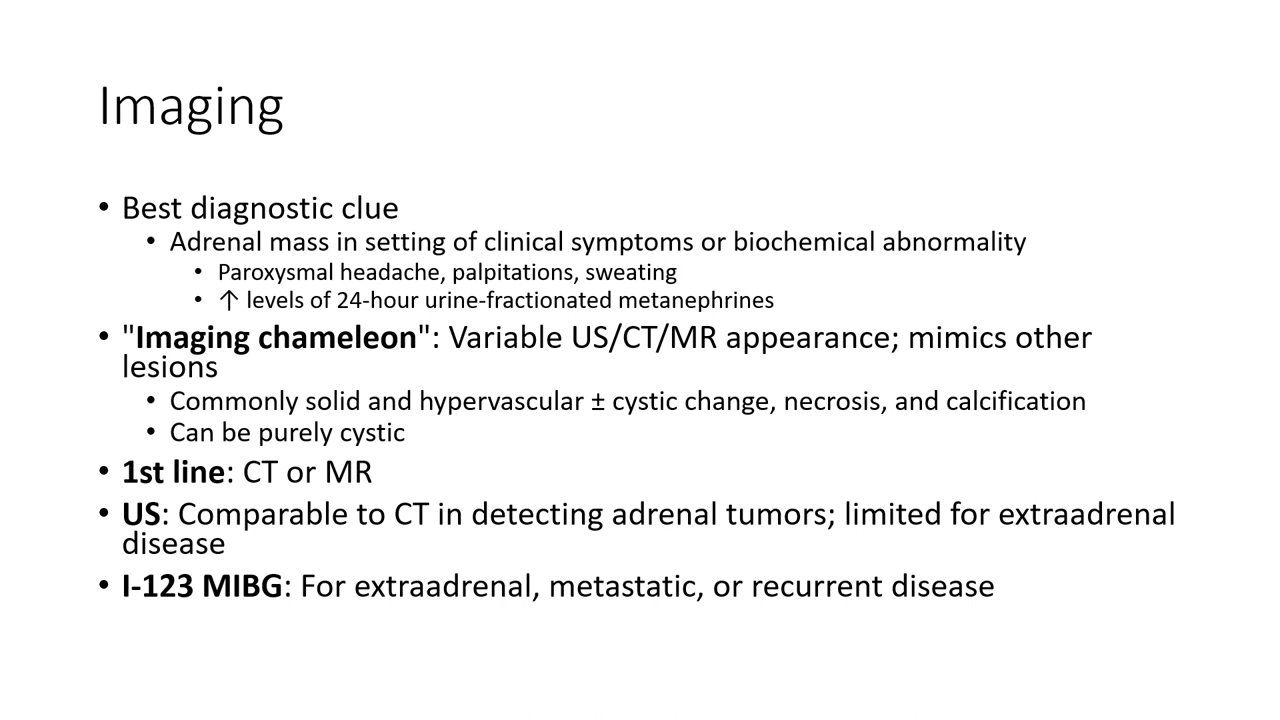 Imaging
• Best diagnostic clue
• Adrenal mass in setting of clinical symptoms or biochemical abnormality
• Paroxysmal headache, palpitations, sweating
• ↑ levels of 24-hour urine-fractionated metanephrines
• "Imaging chameleon": Variable US/CT/MR appearance; mimics other
lesions
• Commonly solid and hypervascular ± cystic change, necrosis, and calcification
• Can be purely cystic
• 1st line: CT or MR
• US: Comparable to CT in detecting adrenal tumors; limited for extraadrenal
disease
• I-123 MIBG: For extraadrenal, metastatic, or recurrent disease